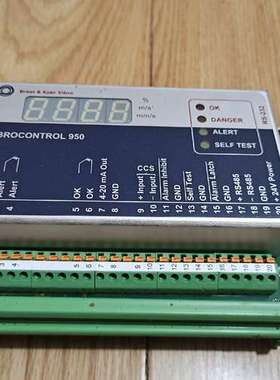 Brüel & Kjær Vibro
%
m/s²
mm/s
OK
DANGER
ALERT
SELF TEST
RS-232
BROCONTROL 950
Alert
4 Alert
5 OK
6 OK
7 4-20 mA Out
8 GND
9 + Input CCS
10 - Input
11 Alarm Inhibit
12 GND
13 Self Test
14 GND
15 Alarm Latch
16 GND
17 + RS485
18 - RS485
19 GND
+ 24V Power